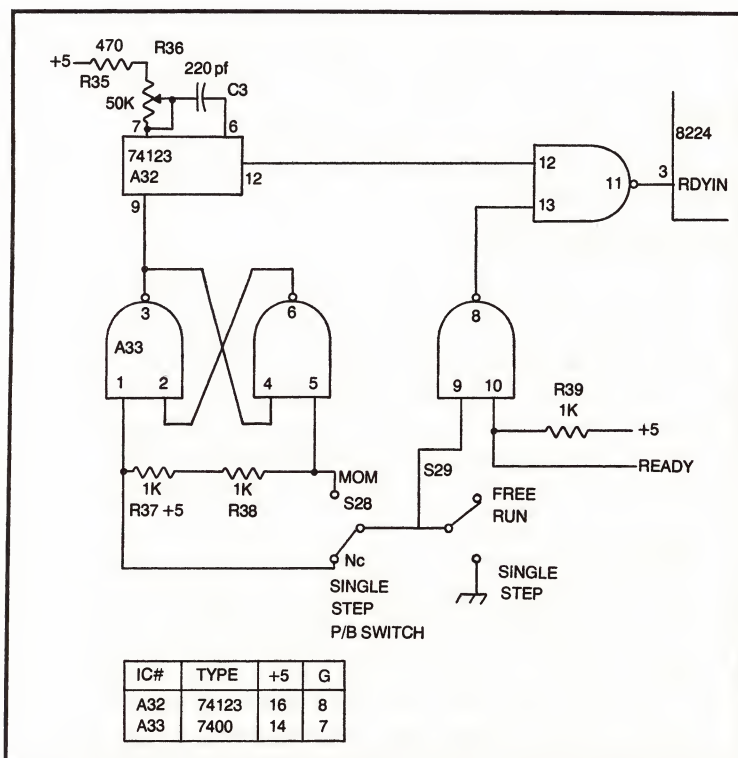 470
R36
+5
R35
220 pf
C3
50K
7
6
74123
A32
12
9
8224
12
11
3
RDYIN
13
3
6
8
A33
1
2
4
5
9
10
R39
1K
+5
READY
MOM
S29
1K
1K
S28
R37 +5
R38
FREE
RUN
Nc
SINGLE
STEP
P/B SWITCH
SINGLE
STEP
IC# TYPE +5 G
A32 74123 16 8
A33 7400 14 7